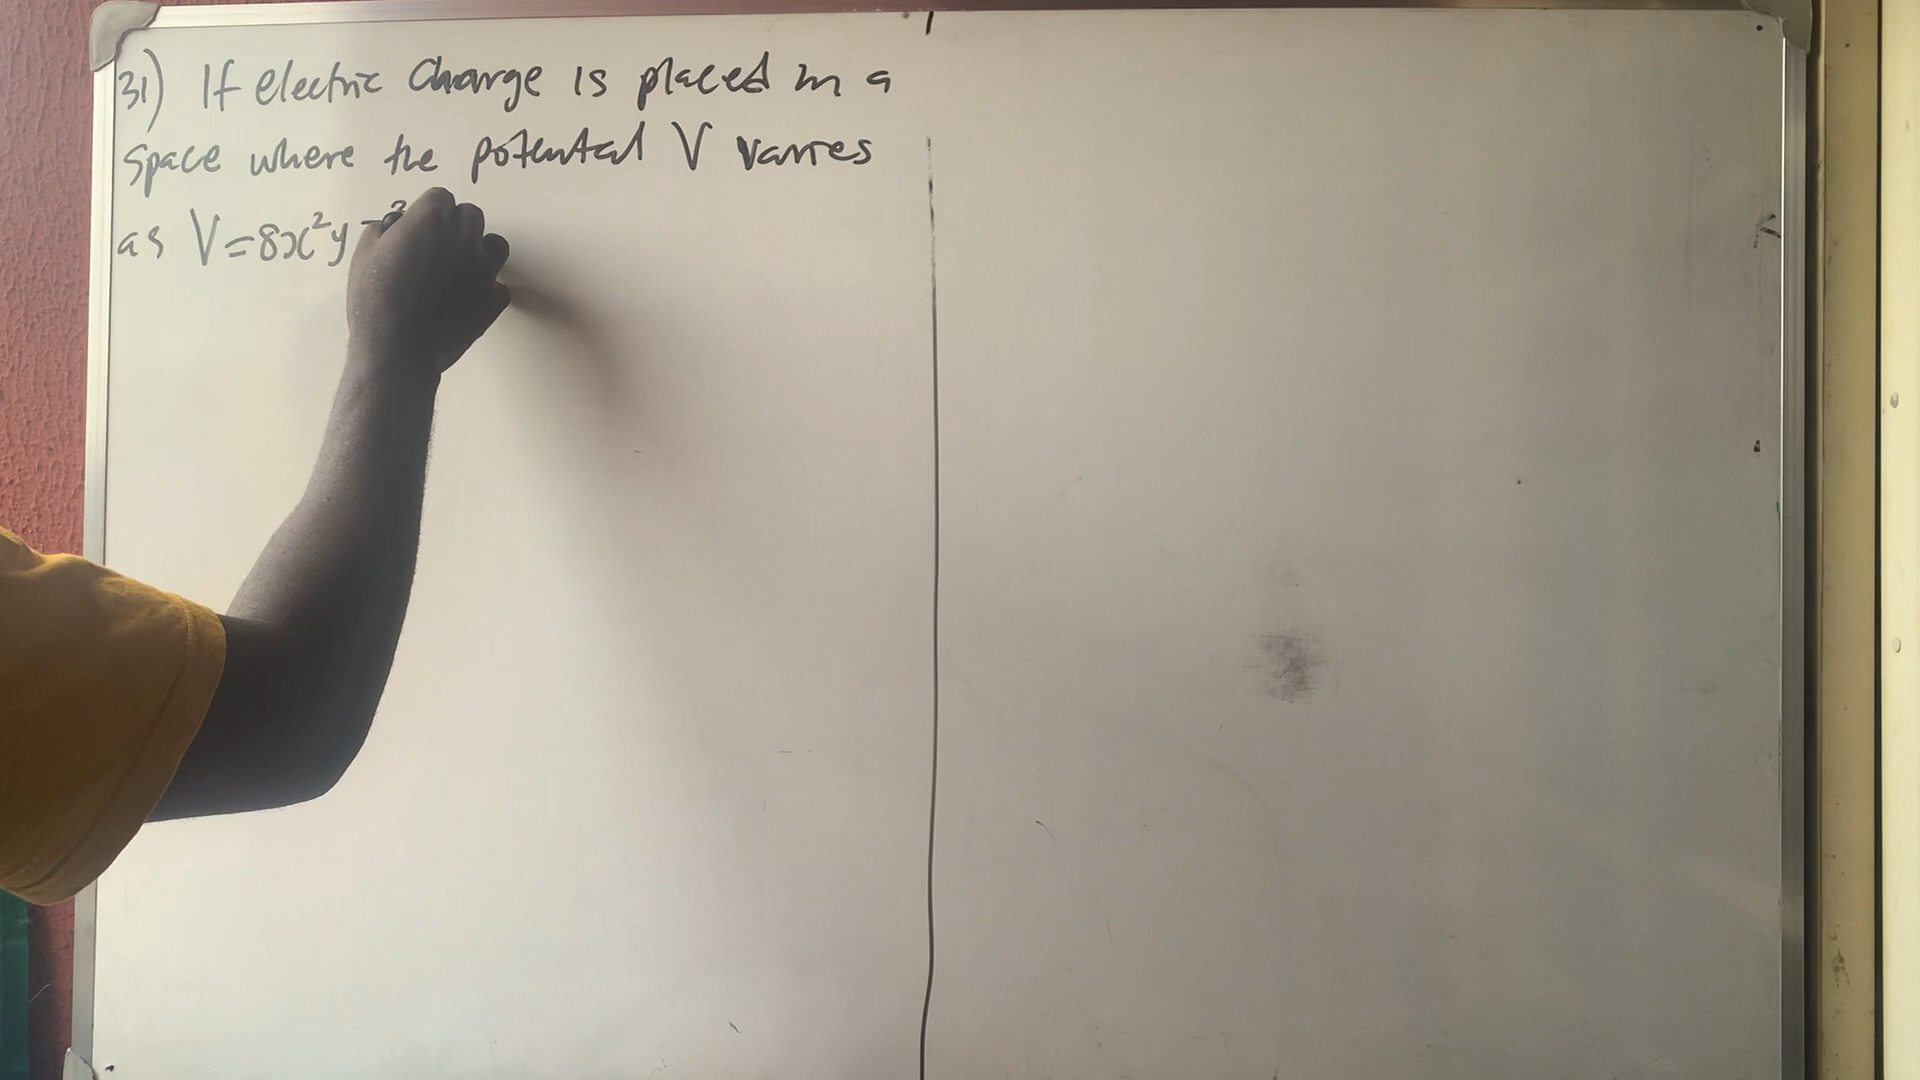 31) If electric Charge is placed in a
space where the potential V varies
as V=8x²y